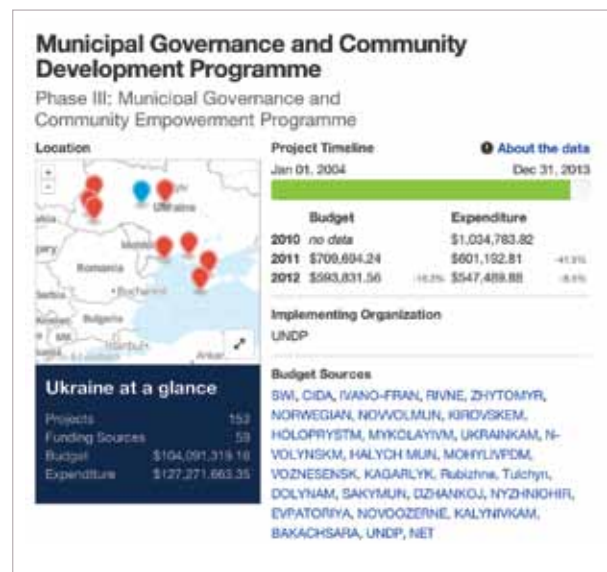 Municipal Governance and Community
Development Programme
Phase III: Municioal Governance and
Community Empowerment Programme
Location
Ukraine
Romania
Bulgaria
Ukraine at a glance
Projects 153
Funding Sources 59
Budget $104,091,319.16
Expenditure $127,271,663.35
Project Timeline
About the data
Jan 01, 2004 Dec 31, 2013
Budget Expenditure
2010 no data $1,034,783.82
2011 $709,694.24 $601,192.81
2012 $593,831.56 $547,489.88
Implementing Organization
UNDP
Budget Sources
SWI, CIDA, IVANO-FRAN, RIVNE, ZHYTOMYR,
NORWEGIAN, NOVVOLMUN, KIROVSKEM,
HOLOPRYSTM, MYKOLAYIVM, UKRAINKAM, N-
VOLYNSKM, HALYCH MUN, MOHYLIVPDM,
VOZNESENSK, KAGARLYK, Rubizhne, Tulchyn,
DOLYNAM, SAKYMUN, DZHANKOJ, NYZHNIOHIR,
EVPATORIYA, NOVOOZERNE, KALYNIVKAM,
BAKACHSARA, UNDP, NET